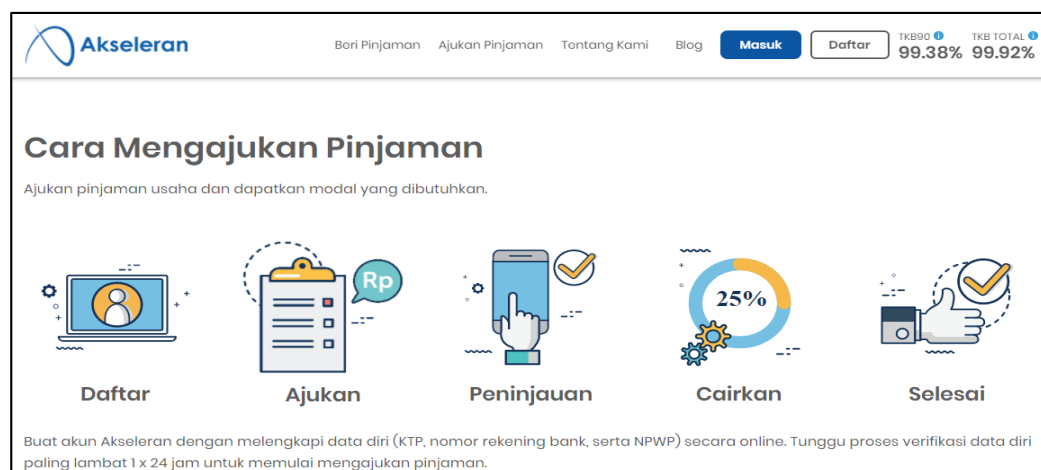 Akseleran
Beri Pinjaman Ajukan Pinjaman Tentang Kami Blog Masuk Daftar TKB90 TKB TOTAL
99.38% 99.92%
Cara Mengajukan Pinjaman
Ajukan pinjaman usaha dan dapatkan modal yang dibutuhkan.
Rp
25%
Daftar Ajukan Peninjauan Cairkan Selesai
Buat akun Akseleran dengan melengkapi data diri (KTP, nomor rekening bank, serta NPWP) secara online. Tunggu proses verifikasi data diri
paling lambat 1 x 24 jam untuk memulai mengajukan pinjaman.